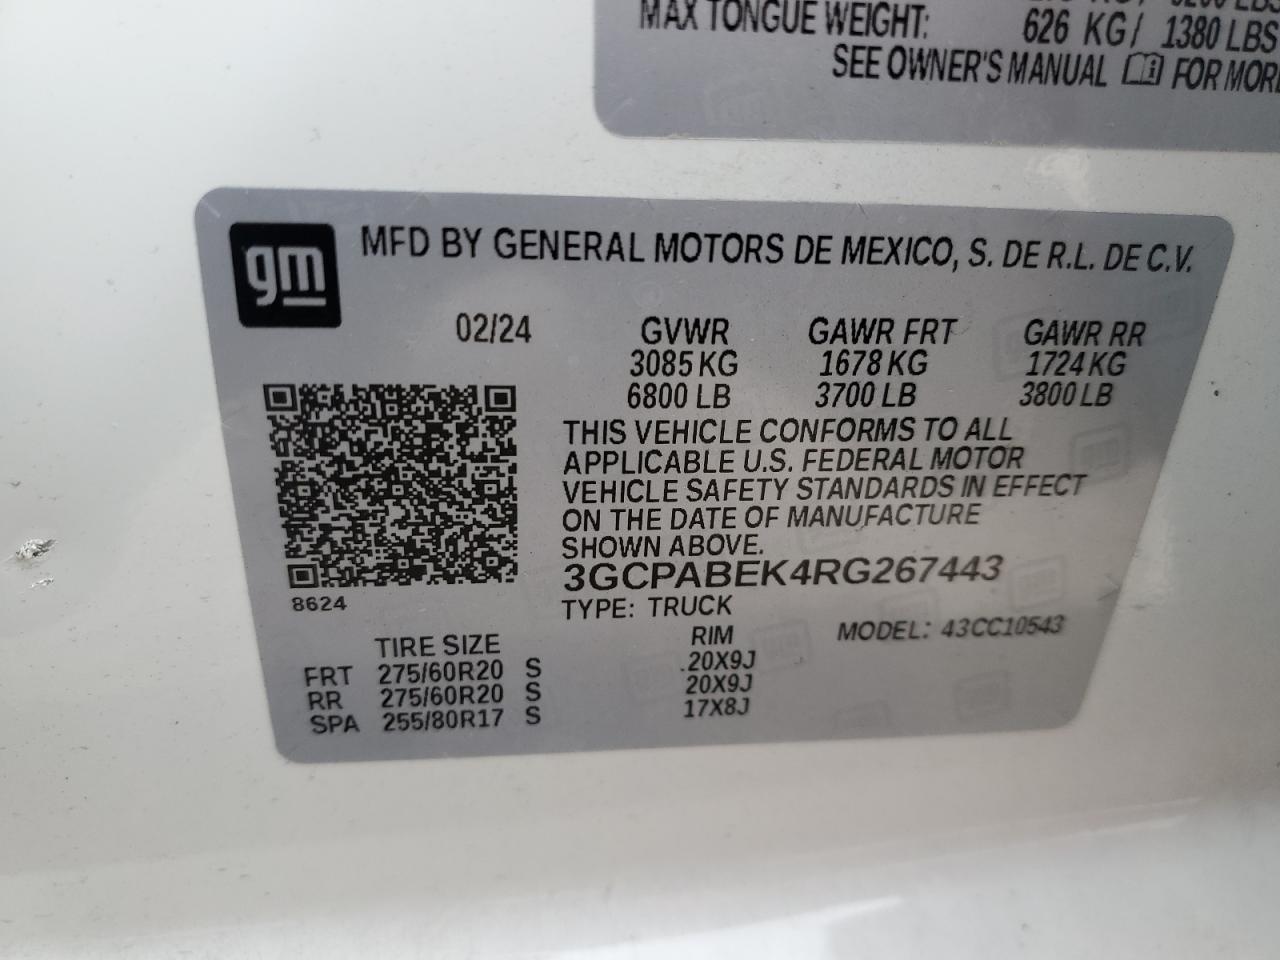 MAX TONGUE WEIGHT: 626 KG/ 1380 LBS
SEE OWNER'S MANUAL FOR MORE
gm
MFD BY GENERAL MOTORS DE MEXICO, S. DE R.L. DE C.V.
02/24 GVWR GAWR FRT GAWR RR
3085 KG 1678 KG 1724 KG
6800 LB 3700 LB 3800 LB
THIS VEHICLE CONFORMS TO ALL
APPLICABLE U.S. FEDERAL MOTOR
VEHICLE SAFETY STANDARDS IN EFFECT
ON THE DATE OF MANUFACTURE
SHOWN ABOVE.
3GCPABEK4RG267443
8624
TYPE: TRUCK
MODEL: 43CC10543
TIRE SIZE RIM
FRT 275/60R20 S 20X9J
RR 275/60R20 S 20X9J
SPA 255/80R17 S 17X8J